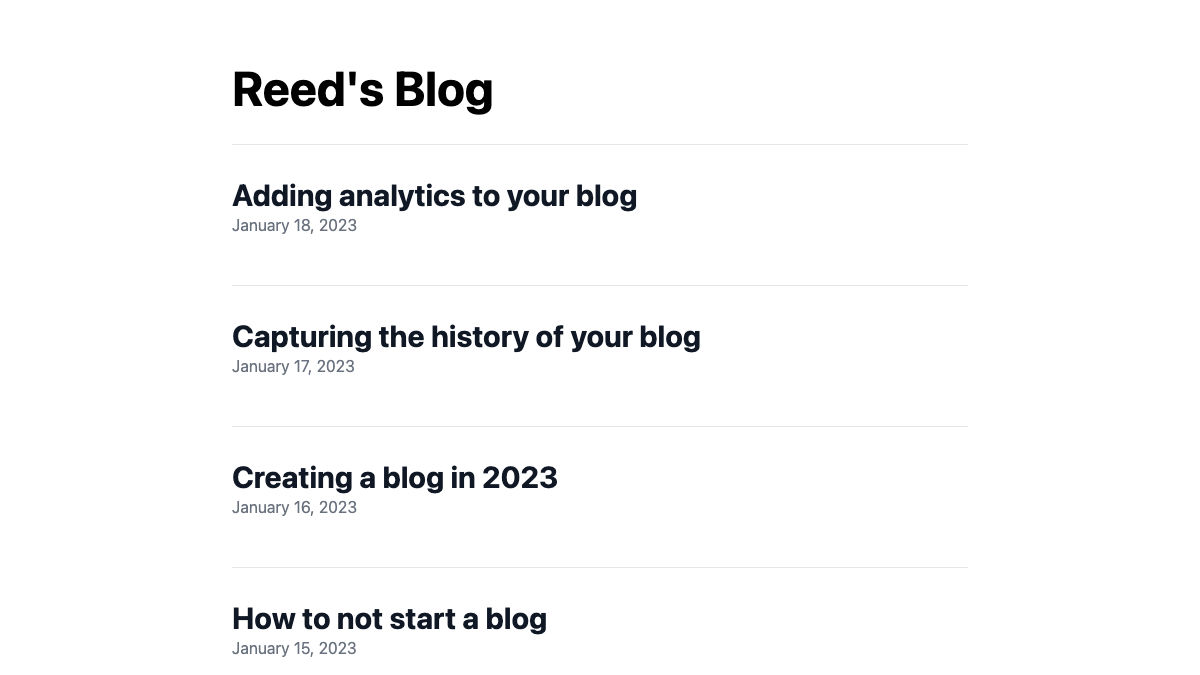 Reed's Blog
Adding analytics to your blog
January 18, 2023
Capturing the history of your blog
January 17, 2023
Creating a blog in 2023
January 16, 2023
How to not start a blog
January 15, 2023